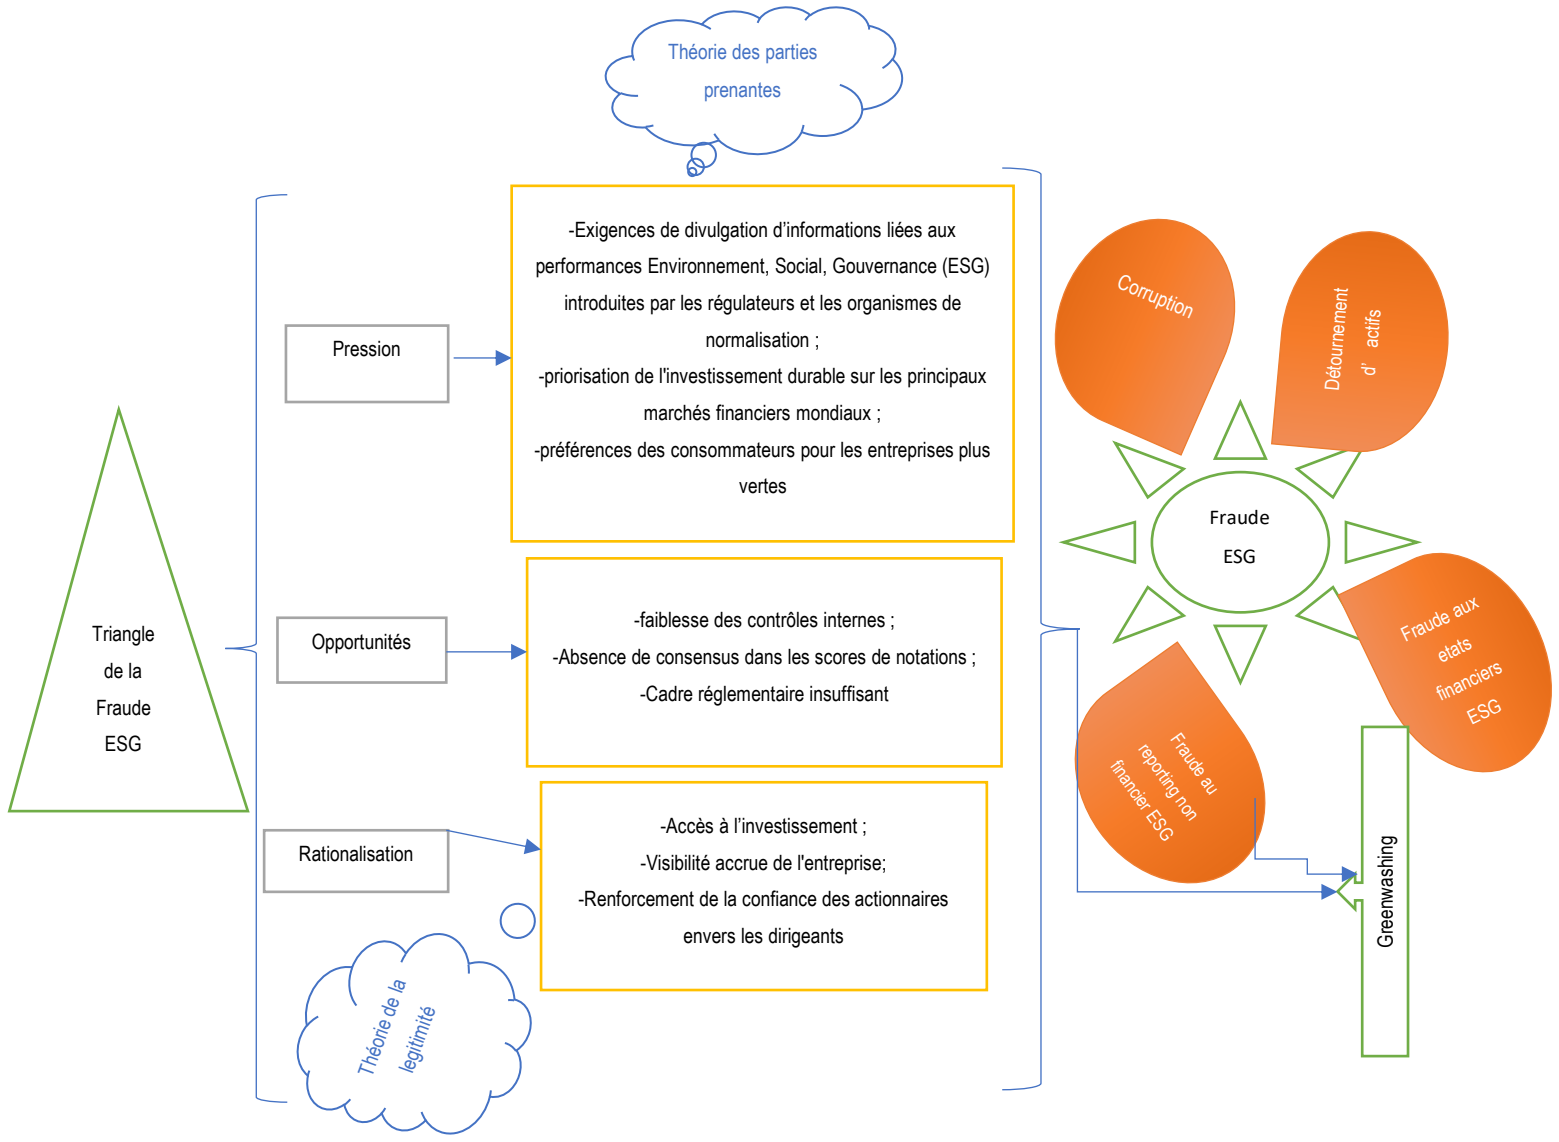 Théorie des parties
prenantes
-Exigences de divulgation d’informations liées aux
performances Environnement, Social, Gouvernance (ESG)
introduites par les régulateurs et les organismes de
normalisation ;
-priorisation de l'investissement durable sur les principaux
marchés financiers mondiaux ;
-préférences des consommateurs pour les entreprises plus
vertes
Pression
Triangle
de la
Fraude
ESG
Opportunités
-faiblesse des contrôles internes ;
-Absence de consensus dans les scores de notations ;
-Cadre réglementaire insuffisant
Rationalisation
-Accès à l’investissement ;
-Visibilité accrue de l'entreprise;
-Renforcement de la confiance des actionnaires
envers les dirigeants
Théorie de la
legitimité
Corruption
Détournement
d’ actifs
Fraude
ESG
Fraude aux
etats
financiers
ESG
Fraude au
reporting non
financier ESG
Greenwashing